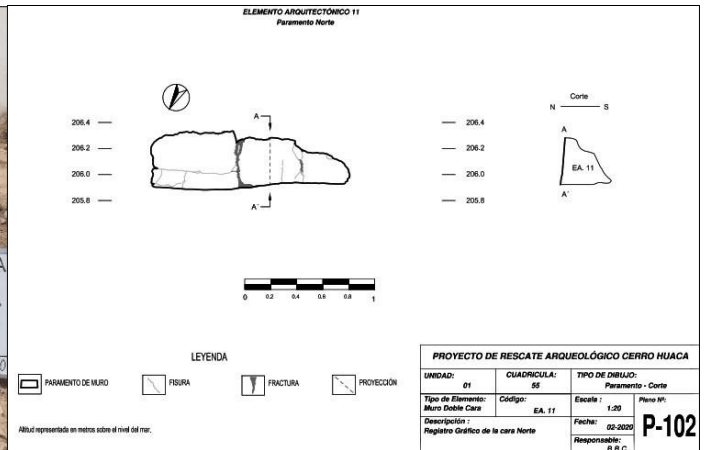 ELEMENTO ARQUITECTÓNICO 11
Paramento Norte
Corte
N S
A
206.4
206.2
206.0
205.8
A´
206.4
206.2
206.0
205.8
A
EA. 11
A´
0 0.2 0.4 0.6 0.8 1
LEYENDA
PARAMENTO DE MURO
FISURA
FRACTURA
PROYECCIÓN
Altitud representada en metros sobre el nivel del mar.
PROYECTO DE RESCATE ARQUEOLÓGICO CERRO HUACA
UNIDAD:
01
CUADRICULA:
55
TIPO DE DIBUJO:
Paramento - Corte
Tipo de Elemento:
Muro Doble Cara
Código:
EA. 11
Escala :
1:20
Plano Nº:
P-102
Descripción :
Registro Gráfico de la cara Norte
Fecha:
02-2020
Responsable:
B.B.C